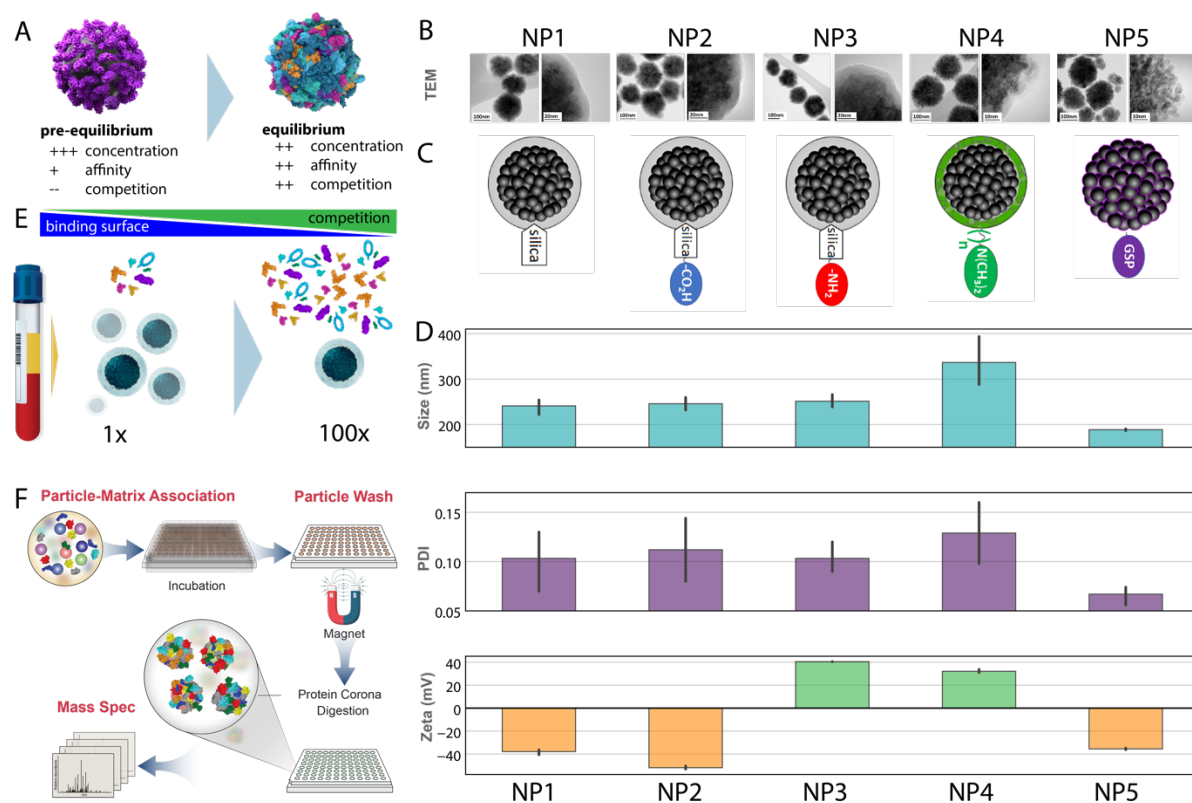 A
pre-equilibrium
+++ concentration
+ affinity
-- competition
equilibrium
++ concentration
++ affinity
++ competition
B
NP1 NP2 NP3 NP4 NP5
TEM
100nm 20nm 100nm 20nm 100nm 20nm 100nm 10nm 100nm 10nm
C
silica
silica
-CO₂H
silica
-NH₂
( )n
N(CH₃)₂
GSP
E
competition
binding surface
1x 100x
D
Size (nm)
400
300
200
PDI
0.15
0.10
0.05
Zeta (mV)
40
20
0
−20
−40
NP1 NP2 NP3 NP4 NP5
F
Particle-Matrix Association
Particle Wash
Incubation
N S
Magnet
Protein Corona
Digestion
Mass Spec